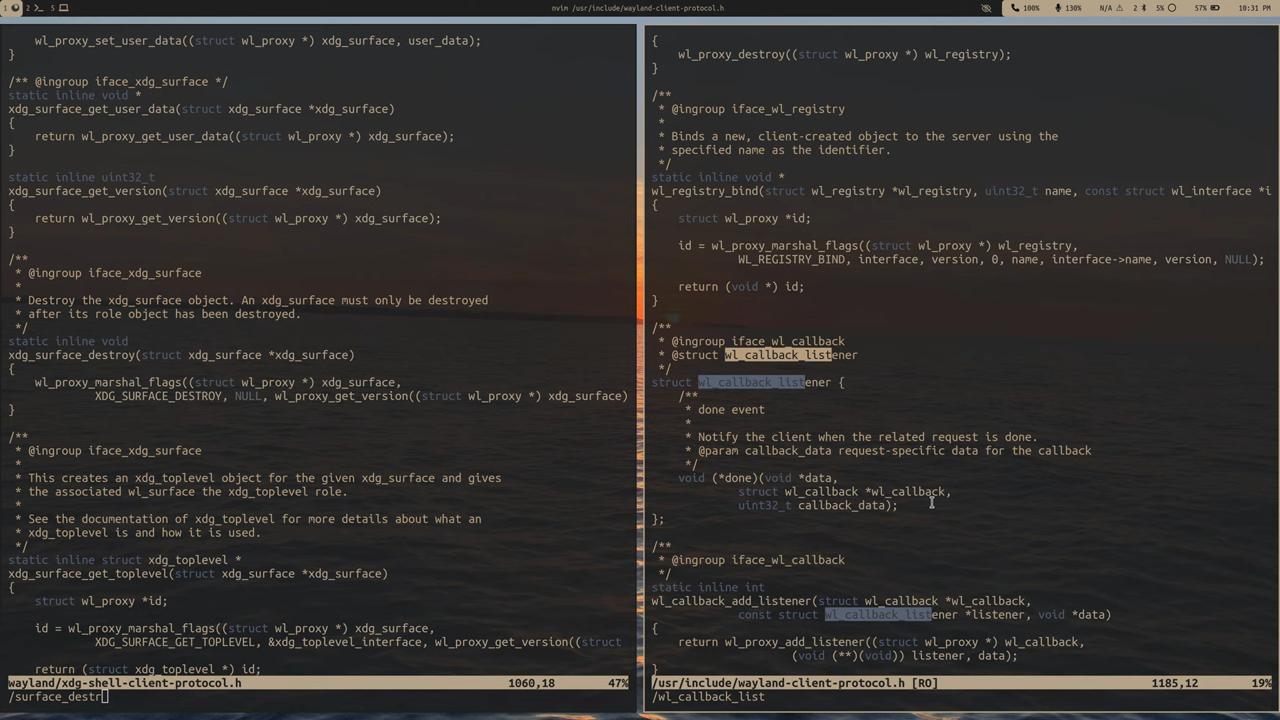 1 2 5 nvim /usr/include/wayland-client-protocol.h 100% 130% N/A 2 5% 57% 10:31 PM
    wl_proxy_set_user_data((struct wl_proxy *) xdg_surface, user_data);
}
/** @ingroup iface_xdg_surface */
static inline void *
xdg_surface_get_user_data(struct xdg_surface *xdg_surface)
{
    return wl_proxy_get_user_data((struct wl_proxy *) xdg_surface);
}
static inline uint32_t
xdg_surface_get_version(struct xdg_surface *xdg_surface)
{
    return wl_proxy_get_version((struct wl_proxy *) xdg_surface);
}
/**
 * @ingroup iface_xdg_surface
 *
 * Destroy the xdg_surface object. An xdg_surface must only be destroyed
 * after its role object has been destroyed.
 */
static inline void
xdg_surface_destroy(struct xdg_surface *xdg_surface)
{
    wl_proxy_marshal_flags((struct wl_proxy *) xdg_surface,
             XDG_SURFACE_DESTROY, NULL, wl_proxy_get_version((struct wl_proxy *) xdg_surface)
}
/**
 * @ingroup iface_xdg_surface
 *
 * This creates an xdg_toplevel object for the given xdg_surface and gives
 * the associated wl_surface the xdg_toplevel role.
 *
 * See the documentation of xdg_toplevel for more details about what an
 * xdg_toplevel is and how it is used.
 */
static inline struct xdg_toplevel *
xdg_surface_get_toplevel(struct xdg_surface *xdg_surface)
{
    struct wl_proxy *id;
    id = wl_proxy_marshal_flags((struct wl_proxy *) xdg_surface,
             XDG_SURFACE_GET_TOPLEVEL, &xdg_toplevel_interface, wl_proxy_get_version((struct
    return (struct xdg_toplevel *) id;
wayland/xdg-shell-client-protocol.h 1060,18 47%
/surface_destr
{
    wl_proxy_destroy((struct wl_proxy *) wl_registry);
}
/**
 * @ingroup iface_wl_registry
 *
 * Binds a new, client-created object to the server using the
 * specified name as the identifier.
 */
static inline void *
wl_registry_bind(struct wl_registry *wl_registry, uint32_t name, const struct wl_interface *i
{
    struct wl_proxy *id;
    id = wl_proxy_marshal_flags((struct wl_proxy *) wl_registry,
             WL_REGISTRY_BIND, interface, version, 0, name, interface->name, version, NULL);
    return (void *) id;
}
/**
 * @ingroup iface_wl_callback
 * @struct wl_callback_listener
 */
struct wl_callback_listener {
    /**
     * done event
     *
     * Notify the client when the related request is done.
     * @param callback_data request-specific data for the callback
     */
    void (*done)(void *data,
             struct wl_callback *wl_callback,
             uint32_t callback_data);
};
/**
 * @ingroup iface_wl_callback
 */
static inline int
wl_callback_add_listener(struct wl_callback *wl_callback,
             const struct wl_callback_listener *listener, void *data)
{
    return wl_proxy_add_listener((struct wl_proxy *) wl_callback,
                     (void (**)(void)) listener, data);
}
/usr/include/wayland-client-protocol.h [RO] 1185,12 19%
/wl_callback_list